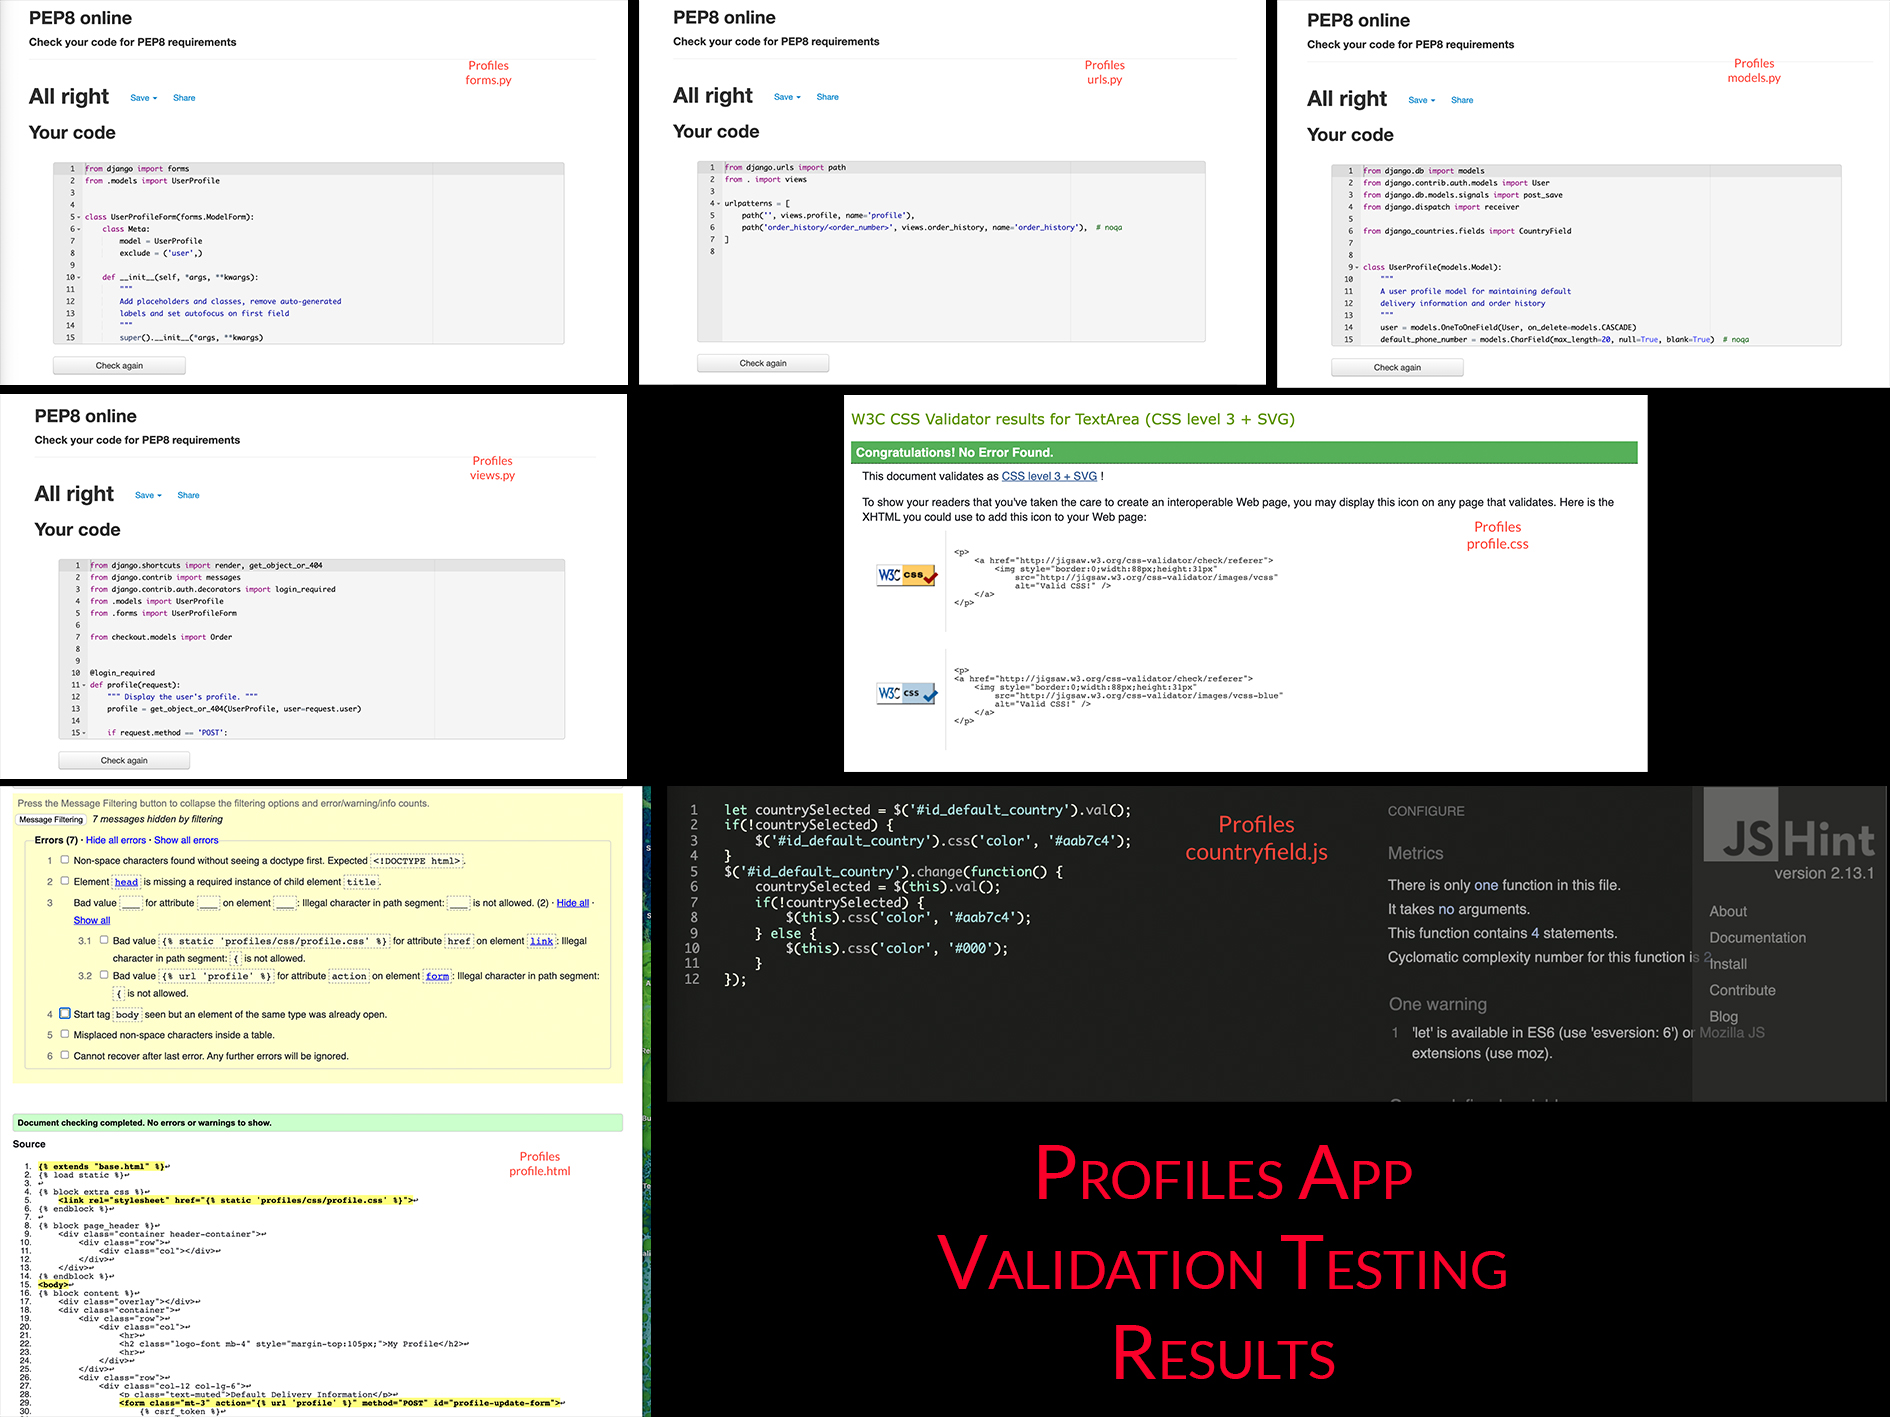 PEP8 online
Check your code for PEP8 requirements
Profiles
forms.py
All right Save Share
Your code
1 from django import forms
2 from .models import UserProfile
3
4
5 class UserProfileForm(forms.ModelForm):
6 class Meta:
7 model = UserProfile
8 exclude = ('user',)
9
10 def __init__(self, *args, **kwargs):
11 """
12 Add placeholders and classes, remove auto-generated
13 labels and set autofocus on first field
14 """
15 super().__init__(*args, **kwargs)
Check again
PEP8 online
Check your code for PEP8 requirements
Profiles
urls.py
All right Save Share
Your code
1 from django.urls import path
2 from . import views
3
4 urlpatterns = [
5 path('', views.profile, name='profile'),
6 path('order_history/<order_number>', views.order_history, name='order_history'), # noqa
7 ]
8
Check again
PEP8 online
Check your code for PEP8 requirements
Profiles
models.py
All right Save Share
Your code
1 from django.db import models
2 from django.contrib.auth.models import User
3 from django.db.models.signals import post_save
4 from django.dispatch import receiver
5
6 from django_countries.fields import CountryField
7
8
9 class UserProfile(models.Model):
10 """
11 A user profile model for maintaining default
12 delivery information and order history
13 """
14 user = models.OneToOneField(User, on_delete=models.CASCADE)
15 default_phone_number = models.CharField(max_length=20, null=True, blank=True) # noqa
Check again
PEP8 online
Check your code for PEP8 requirements
Profiles
views.py
All right Save Share
Your code
1 from django.shortcuts import render, get_object_or_404
2 from django.contrib import messages
3 from django.contrib.auth.decorators import login_required
4 from .models import UserProfile
5 from .forms import UserProfileForm
6
7 from checkout.models import Order
8
9
10 @login_required
11 def profile(request):
12 """ Display the user's profile. """
13 profile = get_object_or_404(UserProfile, user=request.user)
14
15 if request.method == 'POST':
Check again
W3C CSS Validator results for TextArea (CSS level 3 + SVG)
Congratulations! No Error Found.
This document validates as CSS level 3 + SVG !
To show your readers that you've taken the care to create an interoperable Web page, you may display this icon on any page that validates. Here is the
XHTML you could use to add this icon to your Web page:
Profiles
profile.css
W3C css
<p>
<a href="http://jigsaw.w3.org/css-validator/check/referer">
<img style="border:0;width:88px;height:31px"
src="http://jigsaw.w3.org/css-validator/images/vcss"
alt="Valid CSS!" />
</a>
</p>
W3C css
<p>
<a href="http://jigsaw.w3.org/css-validator/check/referer">
<img style="border:0;width:88px;height:31px"
src="http://jigsaw.w3.org/css-validator/images/vcss-blue"
alt="Valid CSS!" />
</a>
</p>
Press the Message Filtering button to collapse the filtering options and error/warning/info counts.
Message Filtering 7 messages hidden by filtering
Errors (7) · Hide all errors · Show all errors
1 Non-space characters found without seeing a doctype first. Expected <!DOCTYPE html>.
2 Element head is missing a required instance of child element title.
3 Bad value ___ for attribute ___ on element ___: Illegal character in path segment: ___ is not allowed. (2) · Hide all ·
Show all
3.1 Bad value {% static 'profiles/css/profile.css' %} for attribute href on element link: Illegal
character in path segment: { is not allowed.
3.2 Bad value {% url 'profile' %} for attribute action on element form: Illegal character in path segment:
{ is not allowed.
4 Start tag body seen but an element of the same type was already open.
5 Misplaced non-space characters inside a table.
6 Cannot recover after last error. Any further errors will be ignored.
Document checking completed. No errors or warnings to show.
Source
Profiles
profile.html
1. {% extends "base.html" %}↩
2. {% load static %}↩
3. ↩
4. {% block extra_css %}↩
5. <link rel="stylesheet" href="{% static 'profiles/css/profile.css' %}">↩
6. {% endblock %}↩
7. ↩
8. {% block page_header %}↩
9. <div class="container header-container">↩
10. <div class="row">↩
11. <div class="col"></div>↩
12. </div>↩
13. </div>↩
14. {% endblock %}↩
15. <body>↩
16. {% block content %}↩
17. <div class="overlay"></div>↩
18. <div class="container">↩
19. <div class="row">↩
20. <div class="col">↩
21. <hr>↩
22. <h2 class="logo-font mb-4" style="margin-top:105px;">My Profile</h2>↩
23. <hr>↩
24. </div>↩
25. </div>↩
26. <div class="row">↩
27. <div class="col-12 col-lg-6">↩
28. <p class="text-muted">Default Delivery Information</p>↩
29. <form class="mt-3" action="{% url 'profile' %}" method="POST" id="profile-update-form">↩
30. {% csrf_token %}↩
1 let countrySelected = $('#id_default_country').val();
2 if(!countrySelected) {
3 $('#id_default_country').css('color', '#aab7c4');
4 }
5 $('#id_default_country').change(function() {
6 countrySelected = $(this).val();
7 if(!countrySelected) {
8 $(this).css('color', '#aab7c4');
9 } else {
10 $(this).css('color', '#000');
11 }
12 });
Profiles
countryfield.js
CONFIGURE
Metrics
There is only one function in this file.
It takes no arguments.
This function contains 4 statements.
Cyclomatic complexity number for this function is 2.
One warning
1 'let' is available in ES6 (use 'esversion: 6') or Mozilla JS
extensions (use moz).
JSHint
version 2.13.1
About
Documentation
Install
Contribute
Blog
Profiles App
Validation Testing
Results